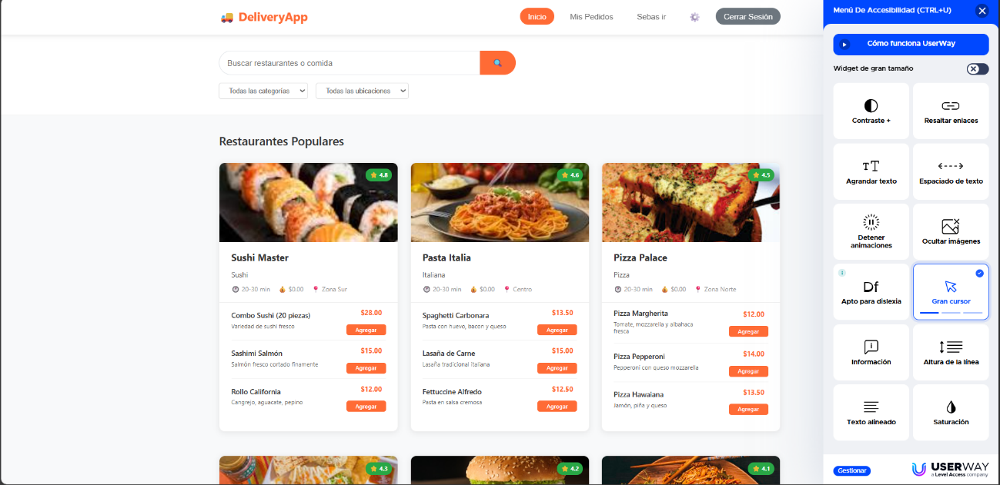 DeliveryApp
Inicio
Mis Pedidos
Sebas ir
Cerrar Sesión
Buscar restaurantes o comida
Todas las categorías
Todas las ubicaciones
Restaurantes Populares
4.8
Sushi Master
Sushi
20-30 min $0.00 Zona Sur
Combo Sushi (20 piezas) $28.00
Variedad de sushi fresco
Agregar
Sashimi Salmón $15.00
Salmón fresco cortado finamente
Agregar
Rollo California $12.00
Cangrejo, aguacate, pepino
Agregar
4.6
Pasta Italia
Italiana
20-30 min $0.00 Centro
Spaghetti Carbonara $13.50
Pasta con huevo, bacon y queso
Agregar
Lasaña de Carne $15.00
Lasaña tradicional italiana
Agregar
Fettuccine Alfredo $12.50
Pasta en salsa cremosa
Agregar
4.5
Pizza Palace
Pizza
20-30 min $0.00 Zona Norte
Pizza Margherita $12.00
Tomate, mozzarella y albahaca
fresca
Agregar
Pizza Pepperoni $14.00
Pepperoni con queso mozzarella
Agregar
Pizza Hawaiana $13.50
Jamón, piña y queso
Agregar
4.3
4.2
4.1
Menú De Accesibilidad (CTRL+U)
Cómo funciona UserWay
Widget de gran tamaño
Contraste +
Resaltar enlaces
Agrandar texto
Espaciado de texto
Detener
animaciones
Ocultar imágenes
Df
Apto para dislexia
Gran cursor
Información
Altura de la línea
Texto alineado
Saturación
Gestionar
USERWAY
a Level Access company